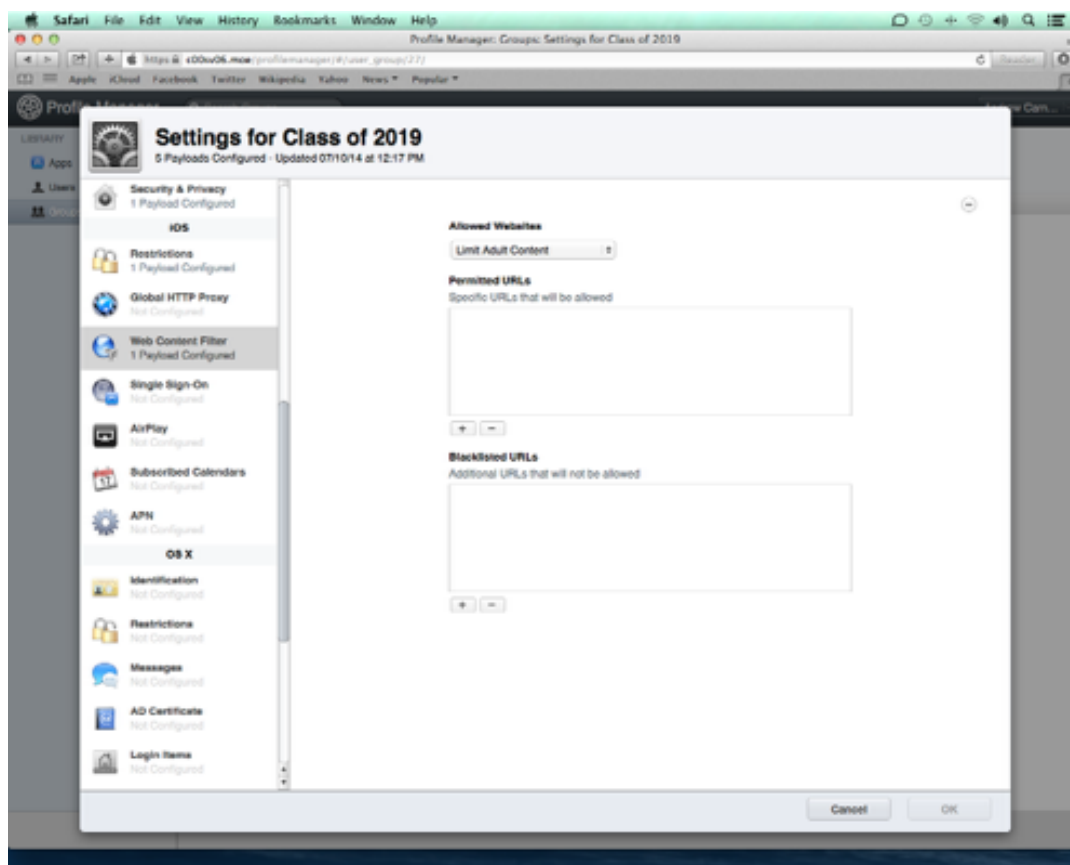 Safari File Edit View History Bookmarks Window Help
Profile Manager: Groups: Settings for Class of 2019
Reader
Apple iCloud Facebook Twitter Wikipedia Yahoo News Popular
LIBRARY
Apps
Users
Settings for Class of 2019
5 Payloads Configured - Updated 07/10/14 at 12:17 PM
Security & Privacy
1 Payload Configured
iOS
Restrictions
1 Payload Configured
Global HTTP Proxy
Not Configured
Web Content Filter
1 Payload Configured
Single Sign-On
Not Configured
AirPlay
Not Configured
Subscribed Calendars
Not Configured
APN
Not Configured
OS X
Identification
Not Configured
Restrictions
Not Configured
Messages
Not Configured
AD Certificate
Not Configured
Login Items
Not Configured
Allowed Websites
Limit Adult Content
Permitted URLs
Specific URLs that will be allowed
+ −
Blacklisted URLs
Additional URLs that will not be allowed
+ −
Cancel OK